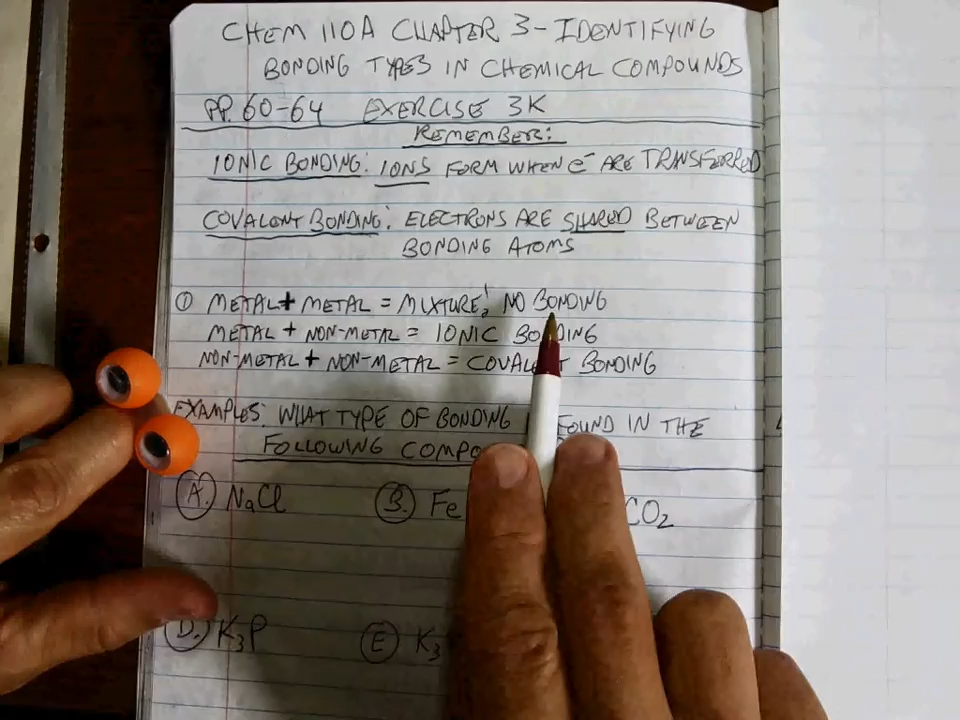 CHEM 110A CHAPTER 3 - IDENTIFYING
BONDING TYPES IN CHEMICAL COMPOUNDS
PP. 60-64 EXERCISE 3K
REMEMBER:
IONIC BONDING: IONS FORM WHEN e⁻ ARE TRANSFERRED
COVALENT BONDING: ELECTRONS ARE SHARED BETWEEN
BONDING ATOMS
① METAL + METAL = MIXTURE; NO BONDING
METAL + NON-METAL = IONIC BONDING
NON-METAL + NON-METAL = COVALENT BONDING
EXAMPLES: WHAT TYPE OF BONDING FOUND IN THE
FOLLOWING COMPO
A. NaCl B. Fe CO₂
D. K₃P E K₃